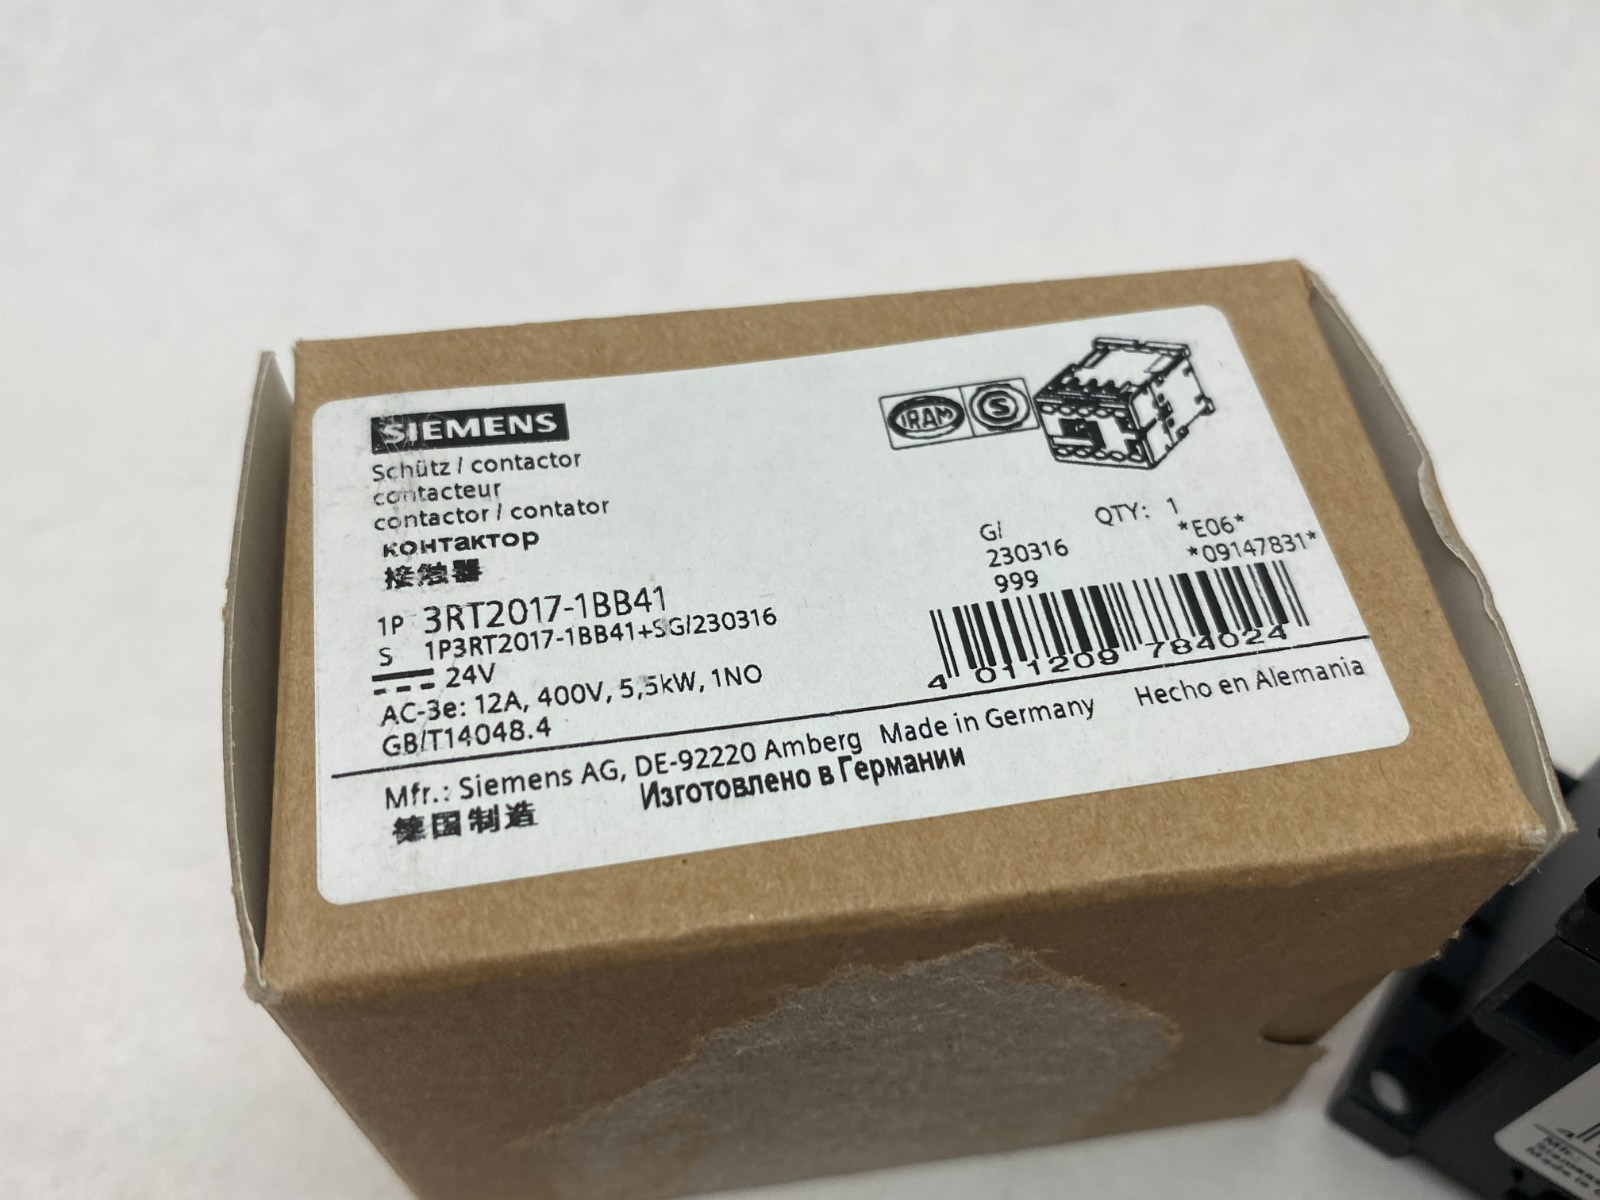 SIEMENS
Schütz / contactor
contacteur
contactor / contator
контактор
接触器
IRAM S
G/ QTY: 1
230316 *E06*
999 *09147831*
1P 3RT2017-1BB41
S 1P3RT2017-1BB41+SG/230316
24V
AC-3e: 12A, 400V, 5,5kW, 1NO
GB/T14048.4
4 011209 784024
Mfr.: Siemens AG, DE-92220 Amberg Made in Germany Hecho en Alemania
德国制造 Изготовлено в Германии